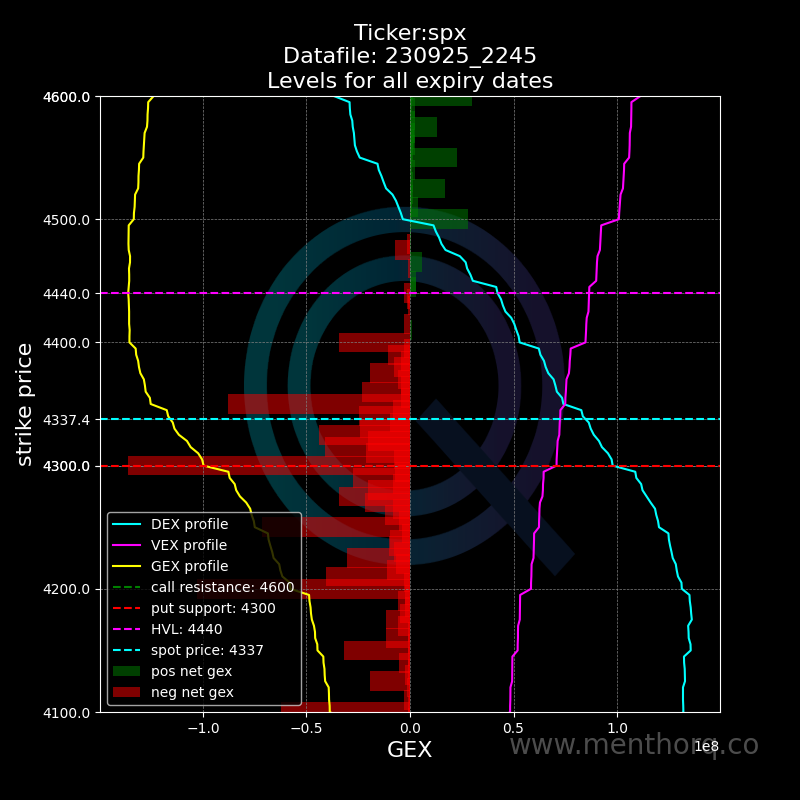 Ticker:spx
Datafile: 230925_2245
Levels for all expiry dates
4600.0
4500.0
4440.0
4400.0
4337.4
4300.0
4200.0
4100.0
strike price
DEX profile
VEX profile
GEX profile
call resistance: 4600
put support: 4300
HVL: 4440
spot price: 4337
pos net gex
neg net gex
−1.0 −0.5 0.0 0.5 1.0
1e8
GEX
www.menthorq.co